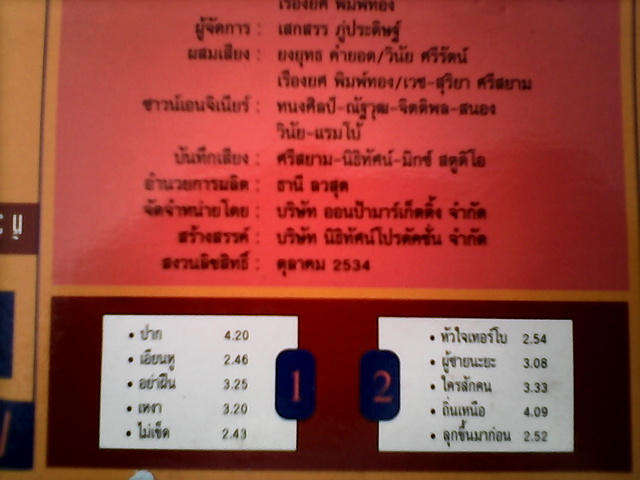 เรืองยศ พิมพ์ทอง
ผู้จัดการ : เสกสรร ภู่ประดิษฐ์
ผสมเสียง : ยงยุทธ คำยอด/วินัย ศรีรัตน์
เรืองยศ พิมพ์ทอง/เวช-สุริยา ศรีสยาม
ซาวน์เอนจิเนียร์ : ทนงศิลป์-ณัฐวุฒ-จิตติพล-สนอง
วินัย-แรมโบ้
บันทึกเสียง : ศรีสยาม-นิธิทัศน์-มิกซ์ สตูดิโอ
อำนวยการผลิต : ธานี ลวสุต
จัดจำหน่ายโดย : บริษัท ออนป้ามาร์เก็ตติ้ง จำกัด
สร้างสรรค์ : บริษัท นิธิทัศน์โปรดัคชั่น จำกัด
สงวนลิขสิทธิ์ : ตุลาคม 2534
1
• ปาก 4.20
• เอียนหู 2.46
• อย่าฝืน 3.25
• เหงา 3.20
• ไม่เข็ด 2.43
2
• หัวใจเทอร์โบ 2.54
• ผู้ชายนะยะ 3.08
• ใครสักคน 3.33
• ถิ่นเหนือ 4.09
• ลุกขึ้นมาก่อน 2.52